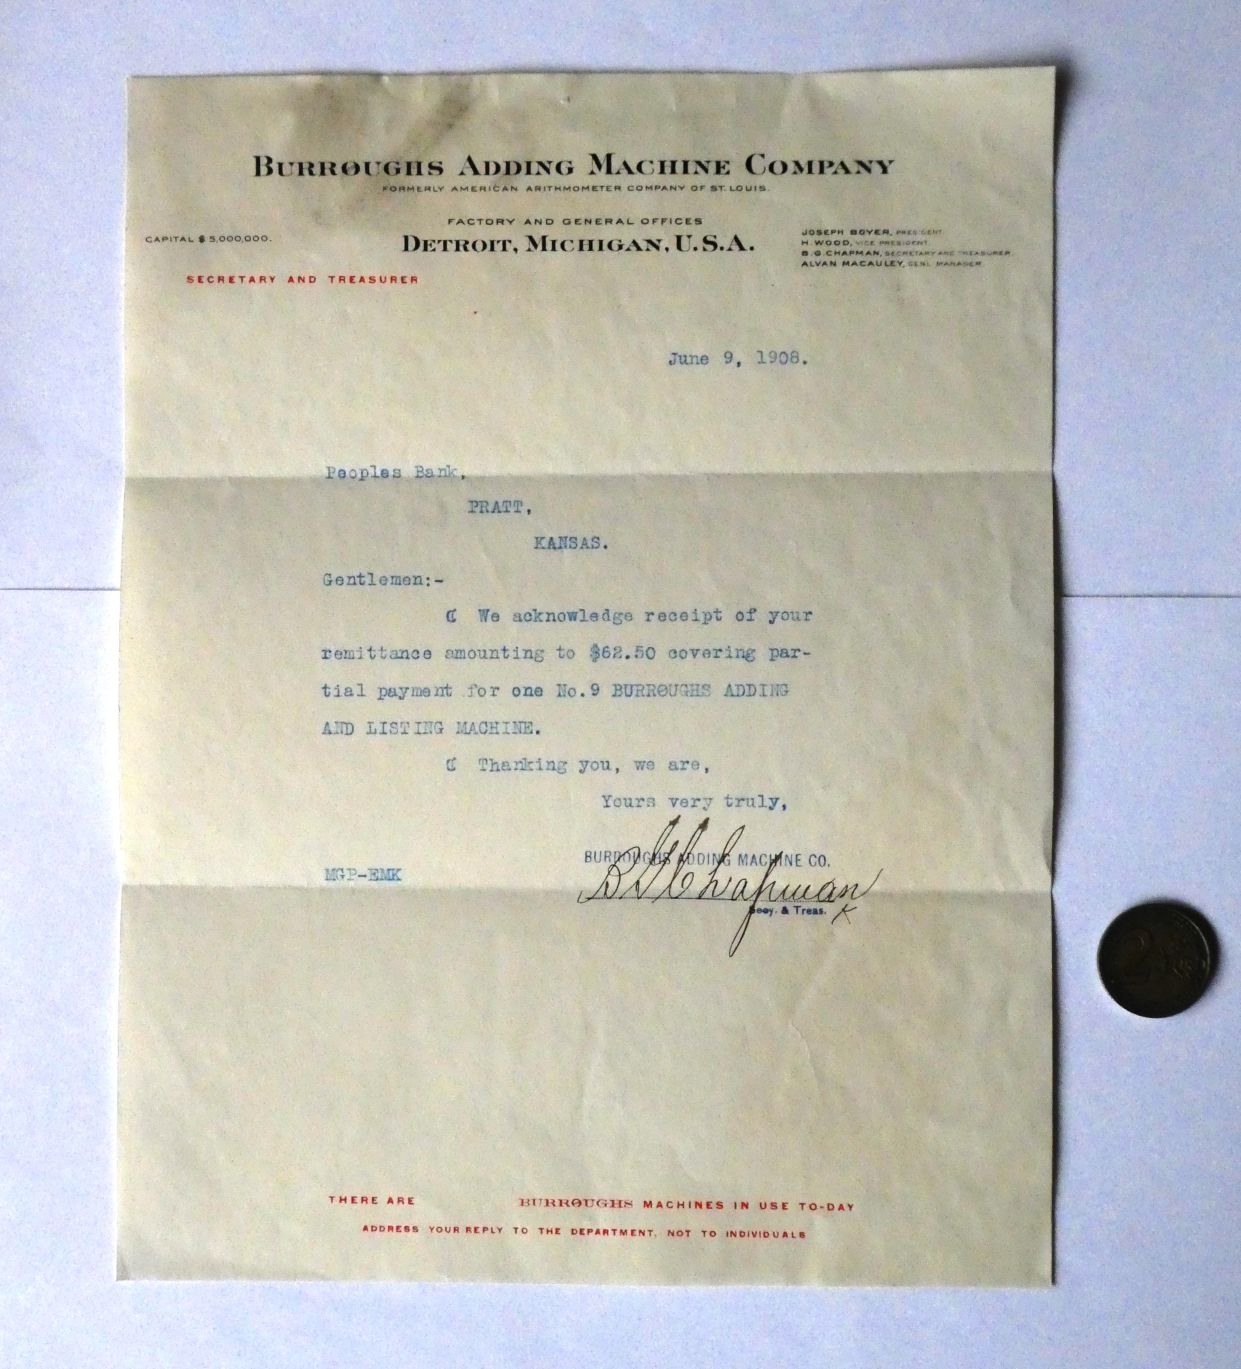 BURRØUGHS ADDING MACHINE COMPANY
FORMERLY AMERICAN ARITHMOMETER COMPANY OF ST. LOUIS.
FACTORY AND GENERAL OFFICES
CAPITAL $5,000,000.
DETROIT, MICHIGAN, U.S.A.
JOSEPH BOYER, PRESIDENT
H WOOD, VICE PRESIDENT
B. G. CHAPMAN, SECRETARY AND TREASURER
ALVAN MACAULEY, GENL MANAGER
SECRETARY AND TREASURER
June 9, 1908.
Peoples Bank,
PRATT,
KANSAS.
Gentlemen:-
₡ We acknowledge receipt of your
remittance amounting to $62.50 covering par-
tial payment for one No.9 BURRØUGHS ADDING
AND LISTING MACHINE.
₡ Thanking you, we are,
Yours very truly,
BURROUGHS ADDING MACHINE CO.
B G Chapman
MGP-EMK
Secy. & Treas. K
THERE ARE BURRØUGHS MACHINES IN USE TO-DAY
ADDRESS YOUR REPLY TO THE DEPARTMENT, NOT TO INDIVIDUALS
2